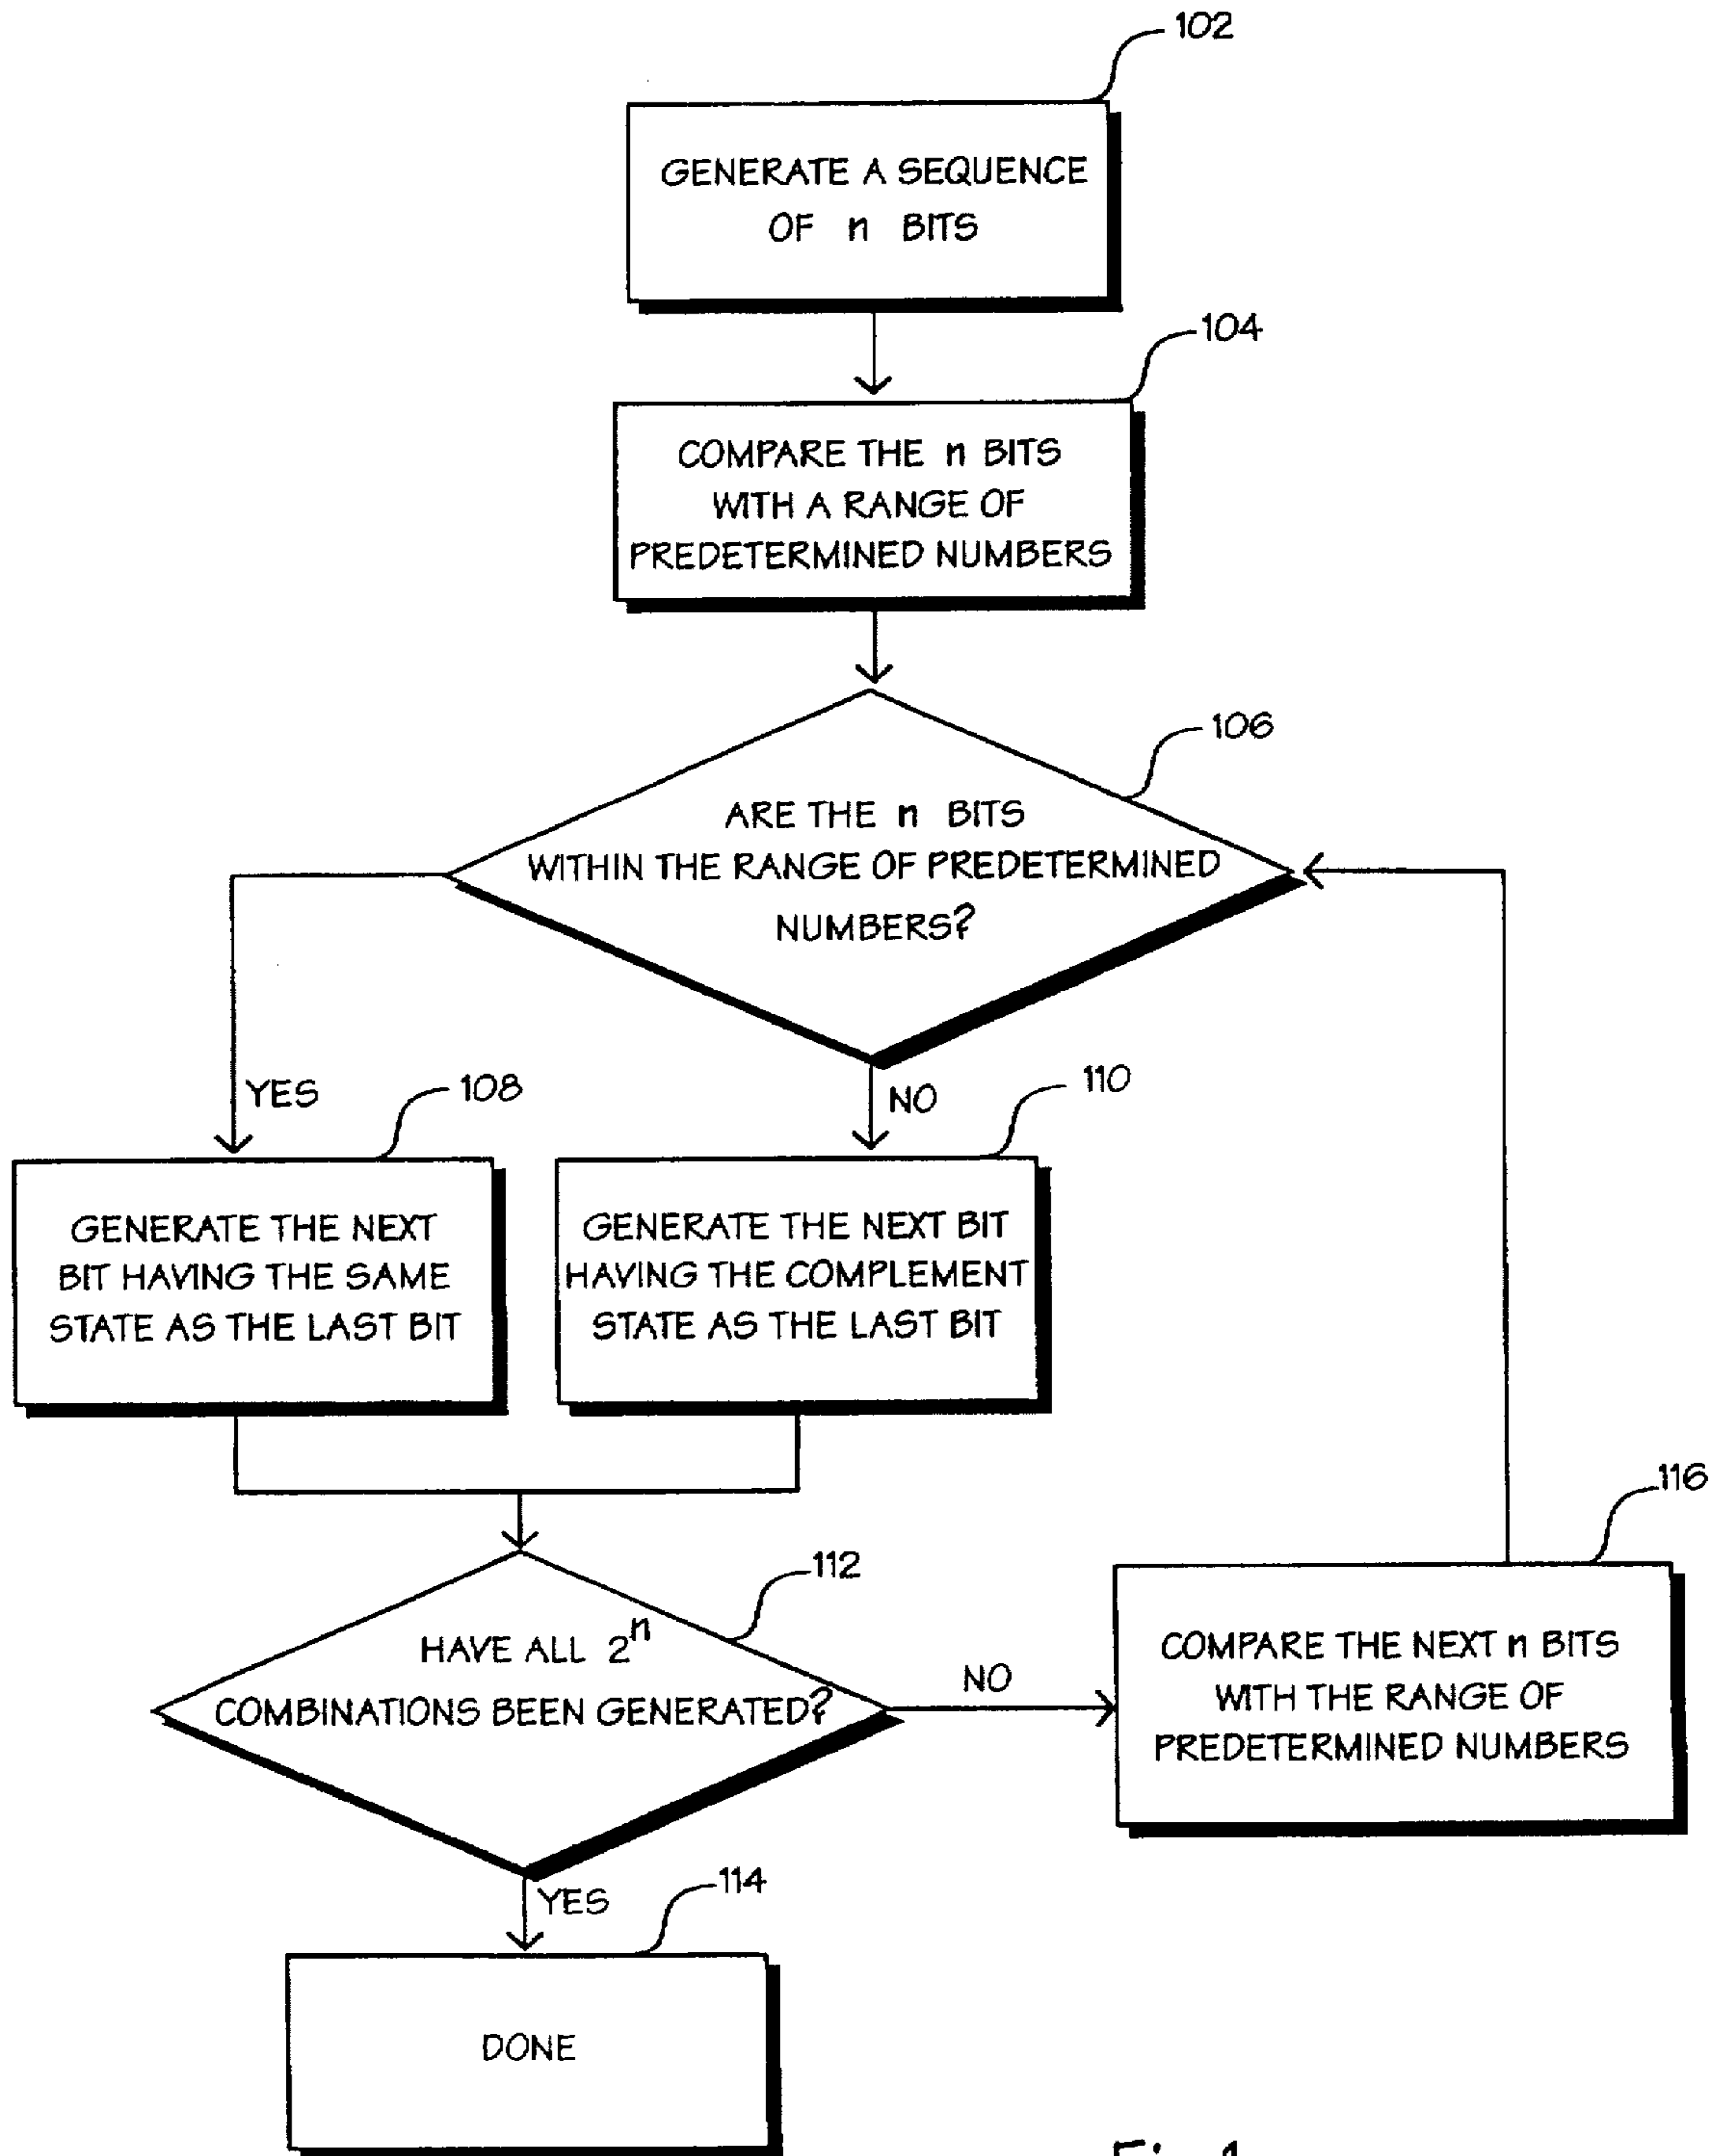 102
GENERATE A SEQUENCE
OF n BITS
104
COMPARE THE n BITS
WITH A RANGE OF
PREDETERMINED NUMBERS
106
ARE THE n BITS
WITHIN THE RANGE OF PREDETERMINED
NUMBERS?
YES
108
NO
110
GENERATE THE NEXT
BIT HAVING THE SAME
STATE AS THE LAST BIT
GENERATE THE NEXT BIT
HAVING THE COMPLEMENT
STATE AS THE LAST BIT
112
HAVE ALL 2^n
COMBINATIONS BEEN GENERATED?
NO
116
COMPARE THE NEXT n BITS
WITH THE RANGE OF
PREDETERMINED NUMBERS
YES
114
DONE